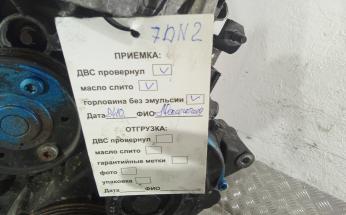 7DN2
ПРИЕМКА:
ДВС провернул
масло слито
горловина без эмульсии
Дата ФИО
ОТГРУЗКА:
ДВС провернул
масло слито
гарантийные метки
фото
упаковка
Дата ФИО